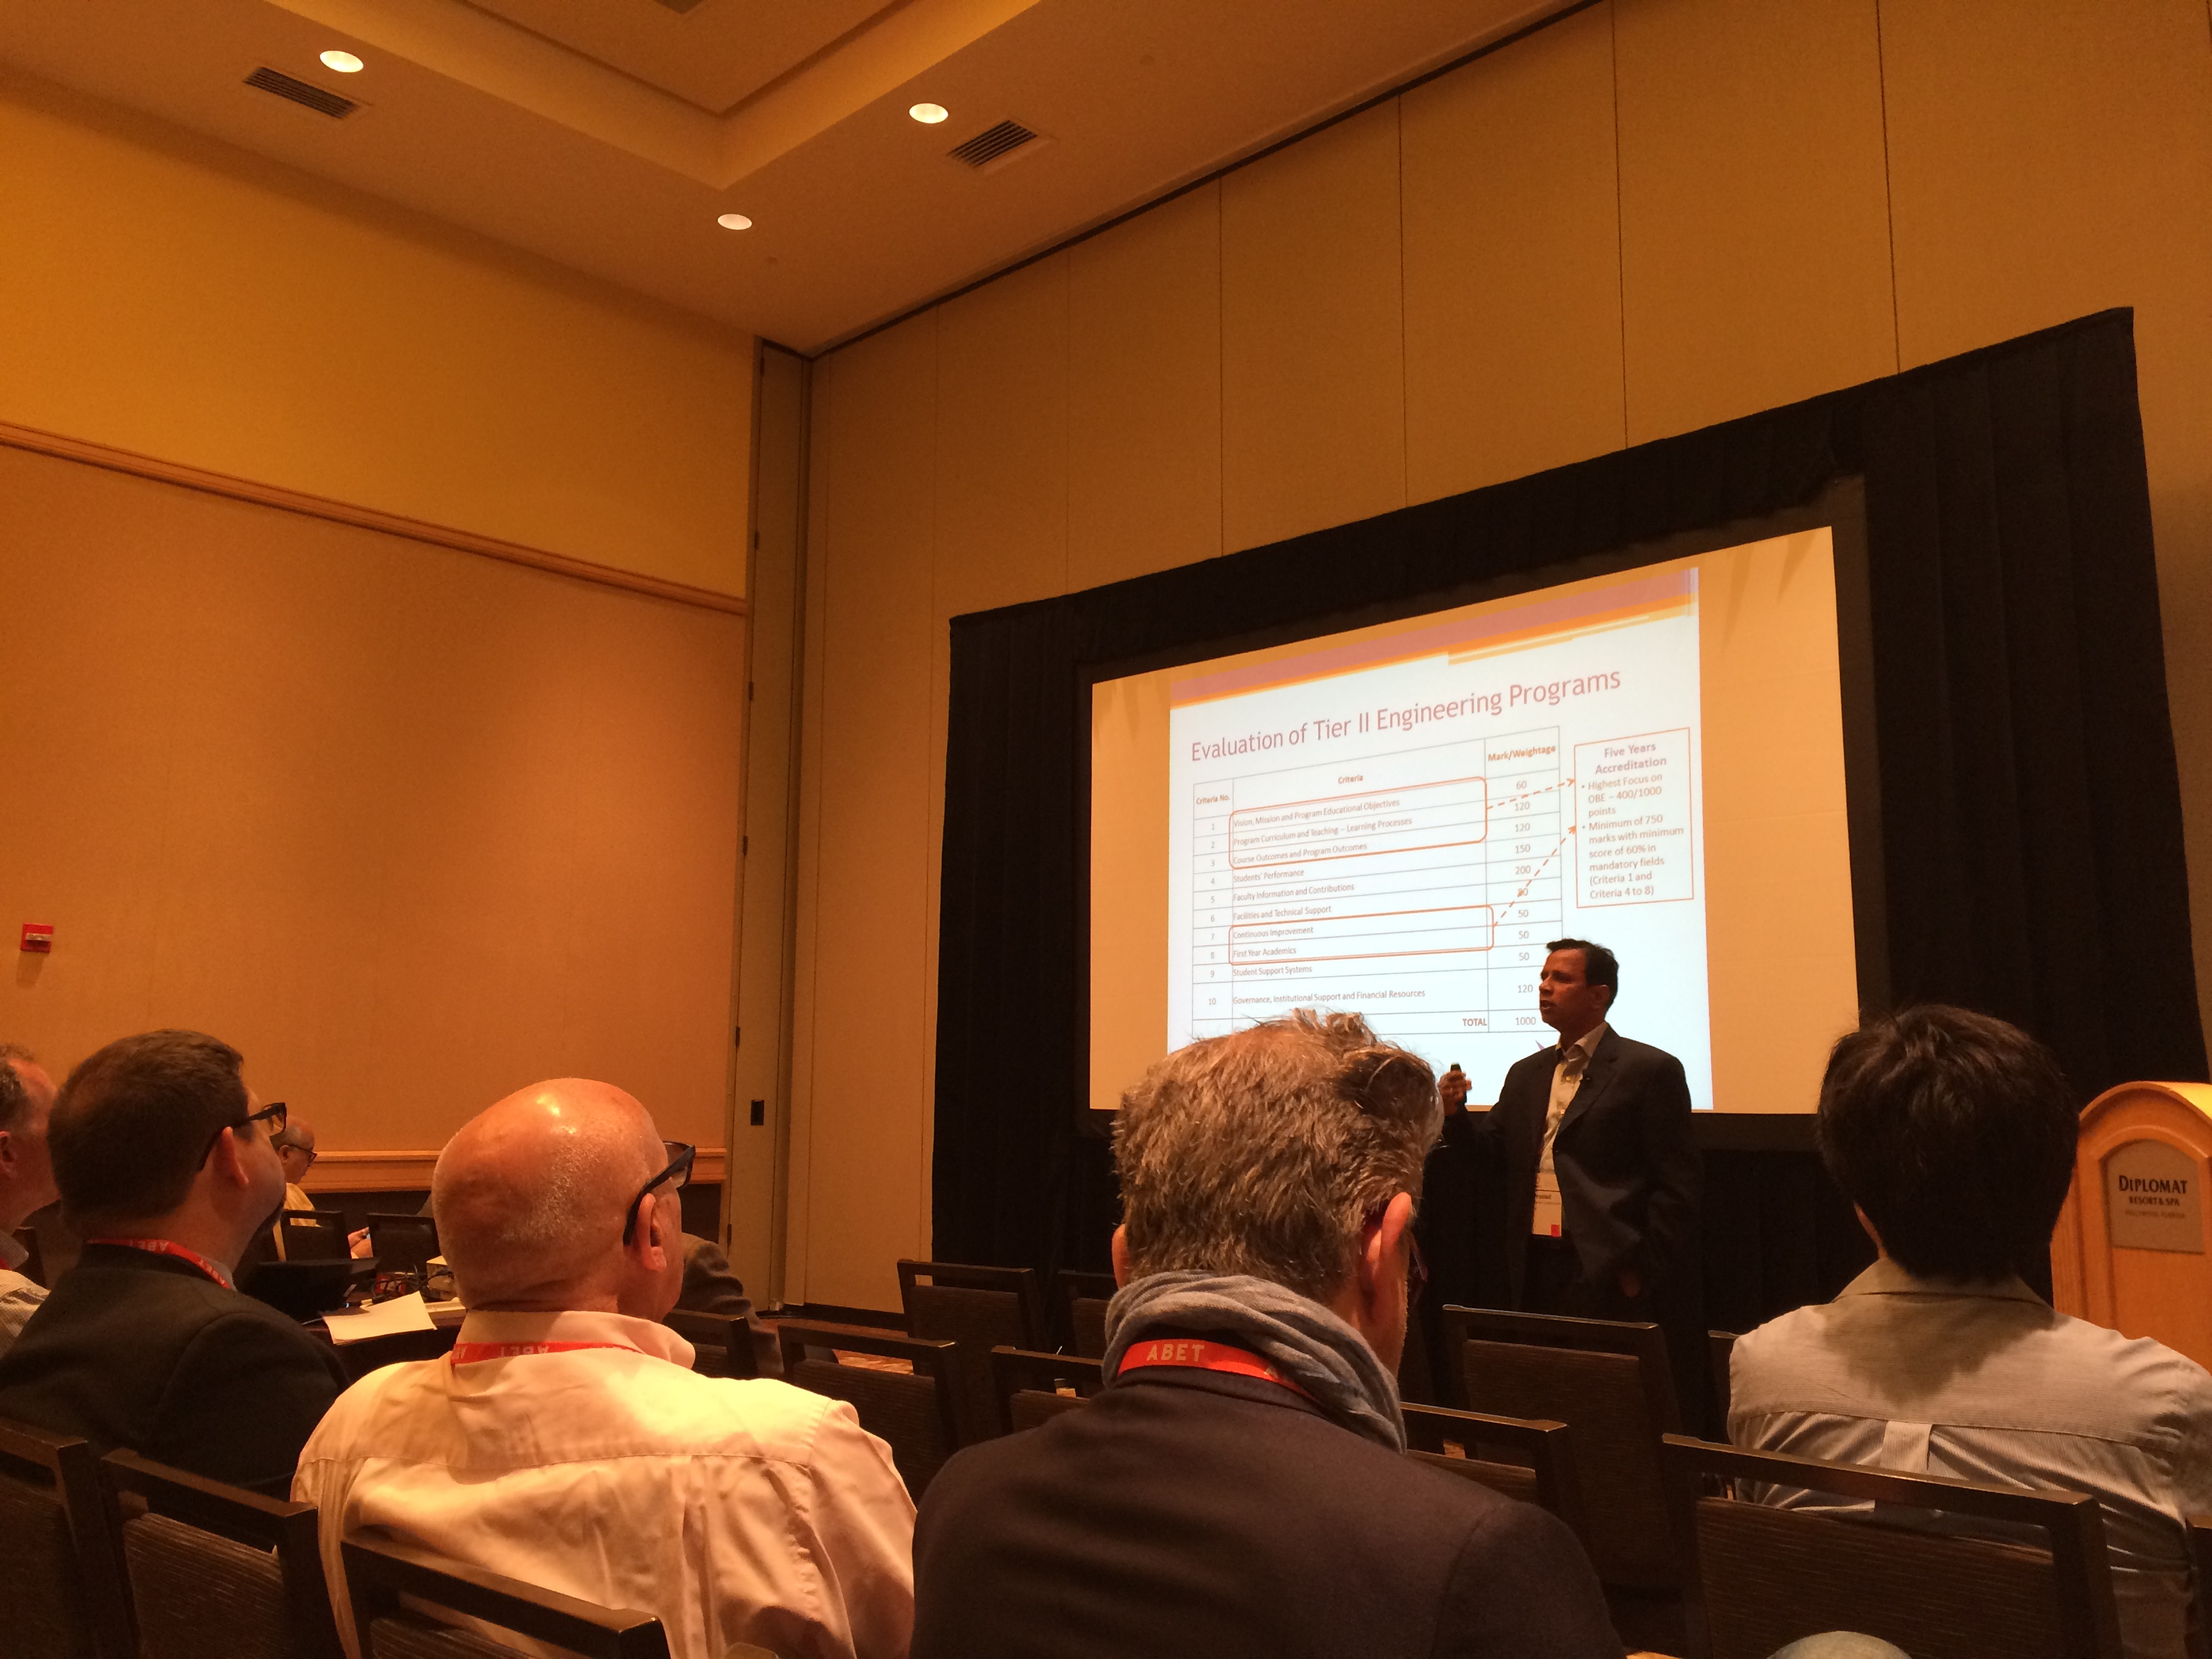 Evaluation of Tier II Engineering Programs
Criteria No. Criteria Mark/Weightage
1 Vision, Mission and Program Educational Objectives 60
2 Program Curriculum and Teaching – Learning Processes 120
3 Course Outcomes and Program Outcomes 120
4 Students' Performance 150
5 Faculty Information and Contributions 200
6 Facilities and Technical Support 80
7 Continuous Improvement 50
8 First Year Academics 50
9 Student Support Systems 50
10 Governance, Institutional Support and Financial Resources 120
TOTAL 1000
Five Years
Accreditation
• Highest Focus on
OBE – 400/1000
points
• Minimum of 750
marks with minimum
score of 60% in
mandatory fields
(Criteria 1 and
Criteria 4 to 8)
DIPLOMAT
RESORT & SPA
HOLLYWOOD, FLORIDA
ABET
ABET
ABET